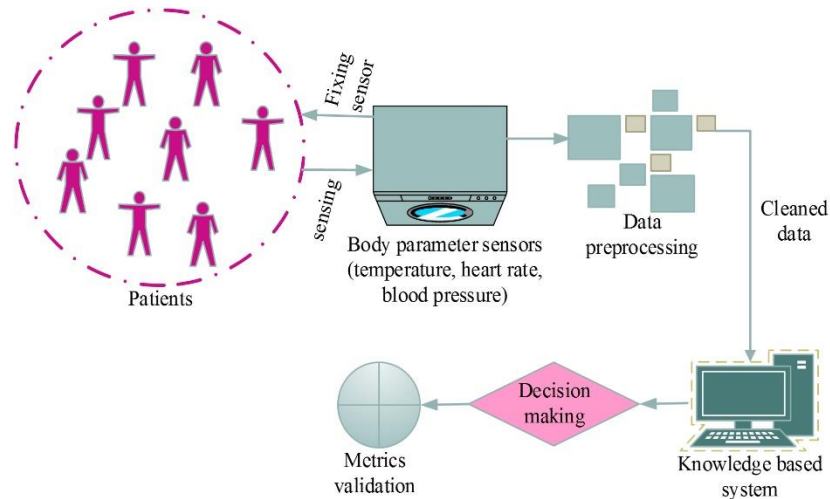 Fixing
sensor
sensing
Patients
Body parameter sensors
(temperature, heart rate,
blood pressure)
Data
preprocessing
Cleaned
data
Knowledge based
system
Decision
making
Metrics
validation